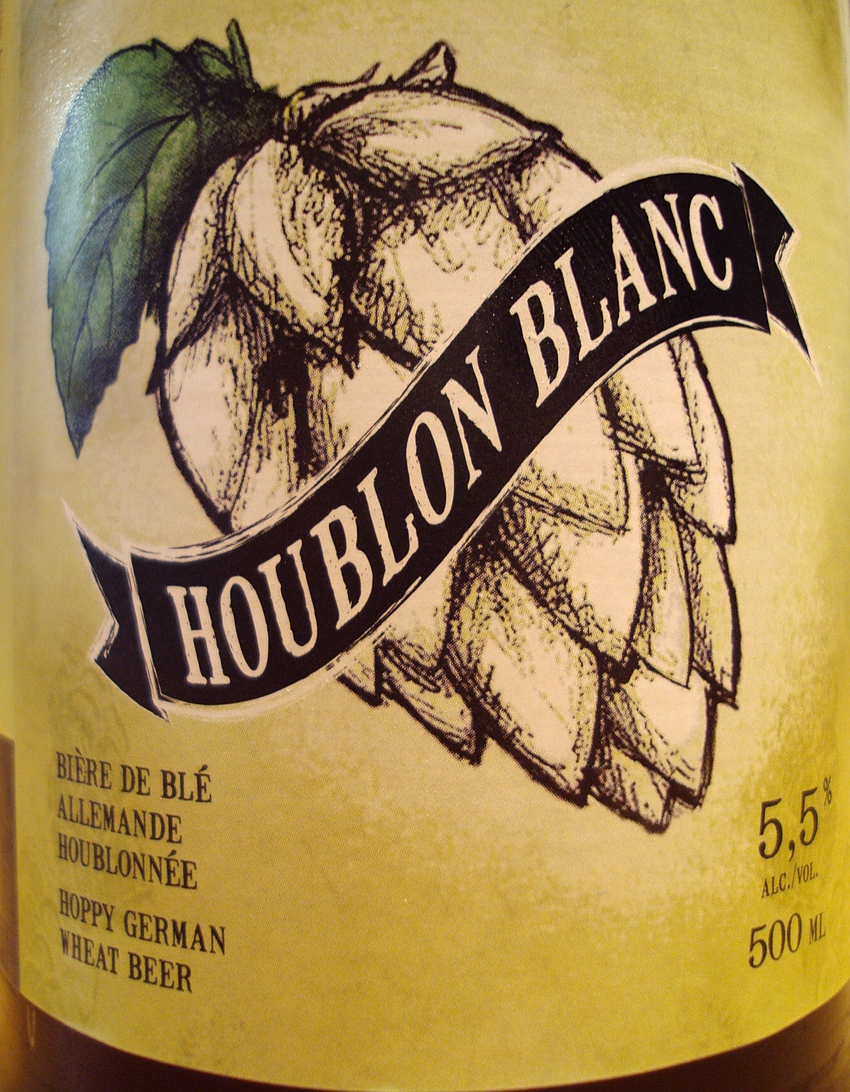 HOUBLON BLANC
BIÈRE DE BLÉ
ALLEMANDE
HOUBLONNÉE
HOPPY GERMAN
WHEAT BEER
5,5%
ALC./VOL.
500 ML